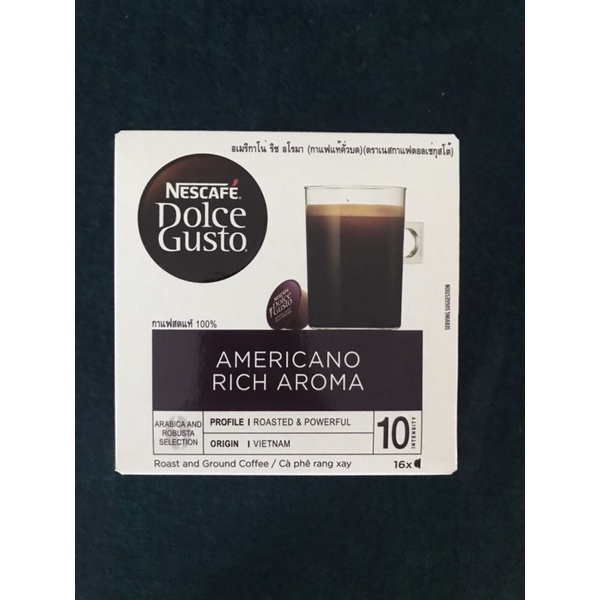 อเมริกาโน่ ริช อโรมา (กาแฟแท้คั่วบด)(ตราเนสกาแฟดอลเช่กุสโต้)
NESCAFÉ
Dolce
Gusto
NESCAFÉ
Dolce
Gusto
SERVING SUGGESTION
กาแฟสดแท้ 100%
AMERICANO
RICH AROMA
ARABICA AND
ROBUSTA
SELECTION
PROFILE I ROASTED & POWERFUL
ORIGIN I VIETNAM
10
INTENSITY
Roast and Ground Coffee / Cà phê rang xay
16x